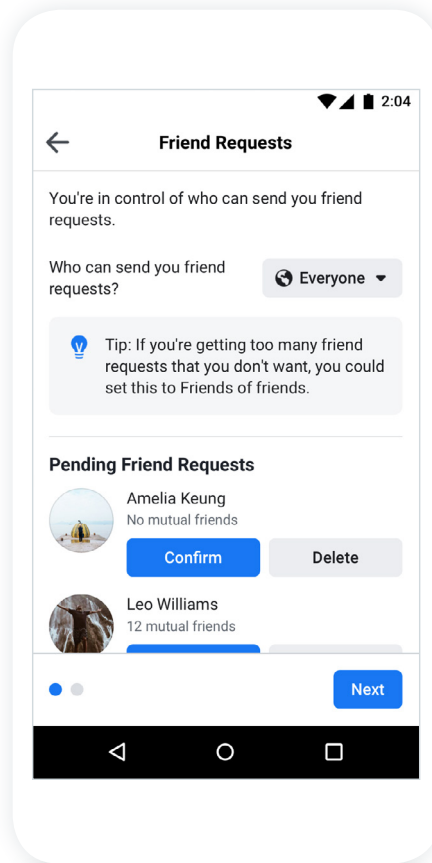 2:04
Friend Requests
You're in control of who can send you friend
requests.
Who can send you friend
requests?
Everyone
Tip: If you're getting too many friend
requests that you don't want, you could
set this to Friends of friends.
Pending Friend Requests
Amelia Keung
No mutual friends
Confirm Delete
Leo Williams
12 mutual friends
Next